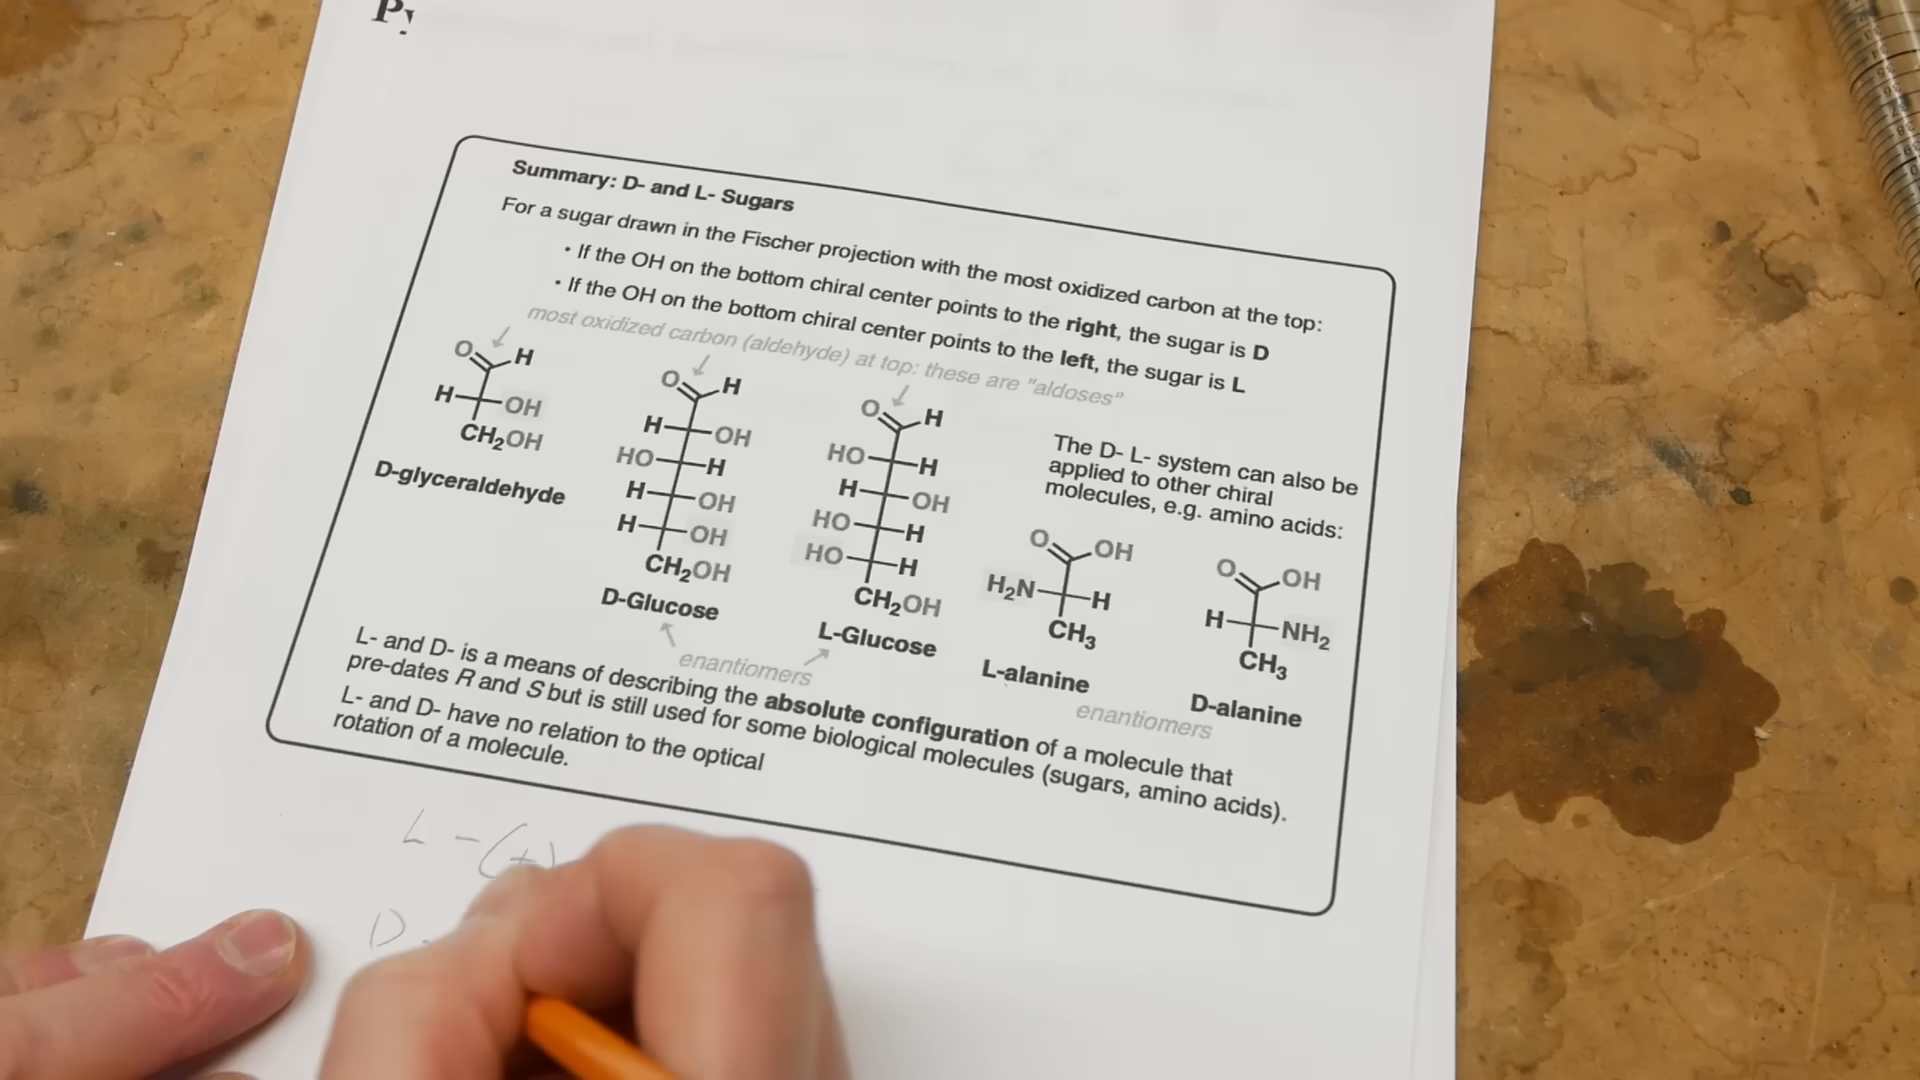 Summary: D- and L- Sugars
For a sugar drawn in the Fischer projection with the most oxidized carbon at the top:
• If the OH on the bottom chiral center points to the right, the sugar is D
• If the OH on the bottom chiral center points to the left, the sugar is L
most oxidized carbon (aldehyde) at top: these are "aldoses"
O H
H OH
CH2OH
D-glyceraldehyde
O H
H OH
HO H
H OH
H OH
CH2OH
D-Glucose
O H
HO H
H OH
HO H
HO H
CH2OH
L-Glucose
enantiomers
The D- L- system can also be
applied to other chiral
molecules, e.g. amino acids:
O OH
H2N H
CH3
L-alanine
O OH
H NH2
CH3
D-alanine
enantiomers
L- and D- is a means of describing the absolute configuration of a molecule that
pre-dates R and S but is still used for some biological molecules (sugars, amino acids).
L- and D- have no relation to the optical
rotation of a molecule.
L -(+)
D -